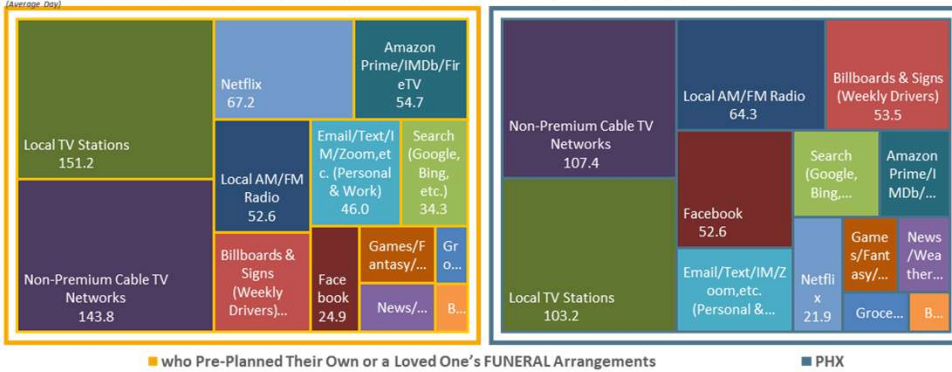 (Average Day)
Local TV Stations
151.2
Non-Premium Cable TV
Networks
143.8
Netflix
67.2
Amazon
Prime/IMDb/Fir
eTV
54.7
Local AM/FM
Radio
52.6
Email/Text/I
M/Zoom,et
c. (Personal
& Work)
46.0
Search
(Google,
Bing,
etc.)
34.3
Billboards &
Signs
(Weekly
Drivers)...
Face
book
24.9
Games/F
antasy/...
Gr
o...
News/...
B...
Non-Premium Cable TV
Networks
107.4
Local TV Stations
103.2
Local AM/FM Radio
64.3
Billboards & Signs
(Weekly Drivers)
53.5
Facebook
52.6
Search
(Google,
Bing,...
Amazon
Prime/I
MDb/...
Email/Text/IM/Z
oom,etc.
(Personal &...
Netfli
x
21.9
Game
s/Fant
asy/...
News
/Wea
ther...
Groce...
B...
who Pre-Planned Their Own or a Loved One's FUNERAL Arrangements
PHX